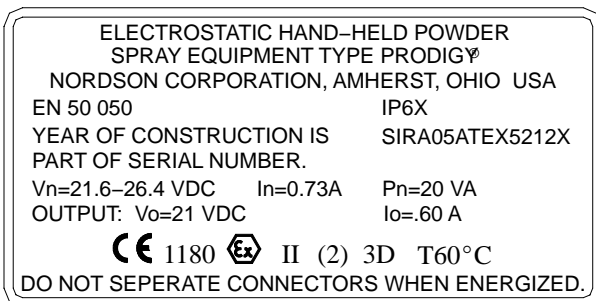 ELECTROSTATIC HAND–HELD POWDER
SPRAY EQUIPMENT TYPE PRODIGY®
NORDSON CORPORATION, AMHERST, OHIO USA
EN 50 050 IP6X
YEAR OF CONSTRUCTION IS SIRA05ATEX5212X
PART OF SERIAL NUMBER.
Vn=21.6–26.4 VDC In=0.73A Pn=20 VA
OUTPUT: Vo=21 VDC Io=.60 A
CE 1180 Ex II (2) 3D T60°C
DO NOT SEPERATE CONNECTORS WHEN ENERGIZED.